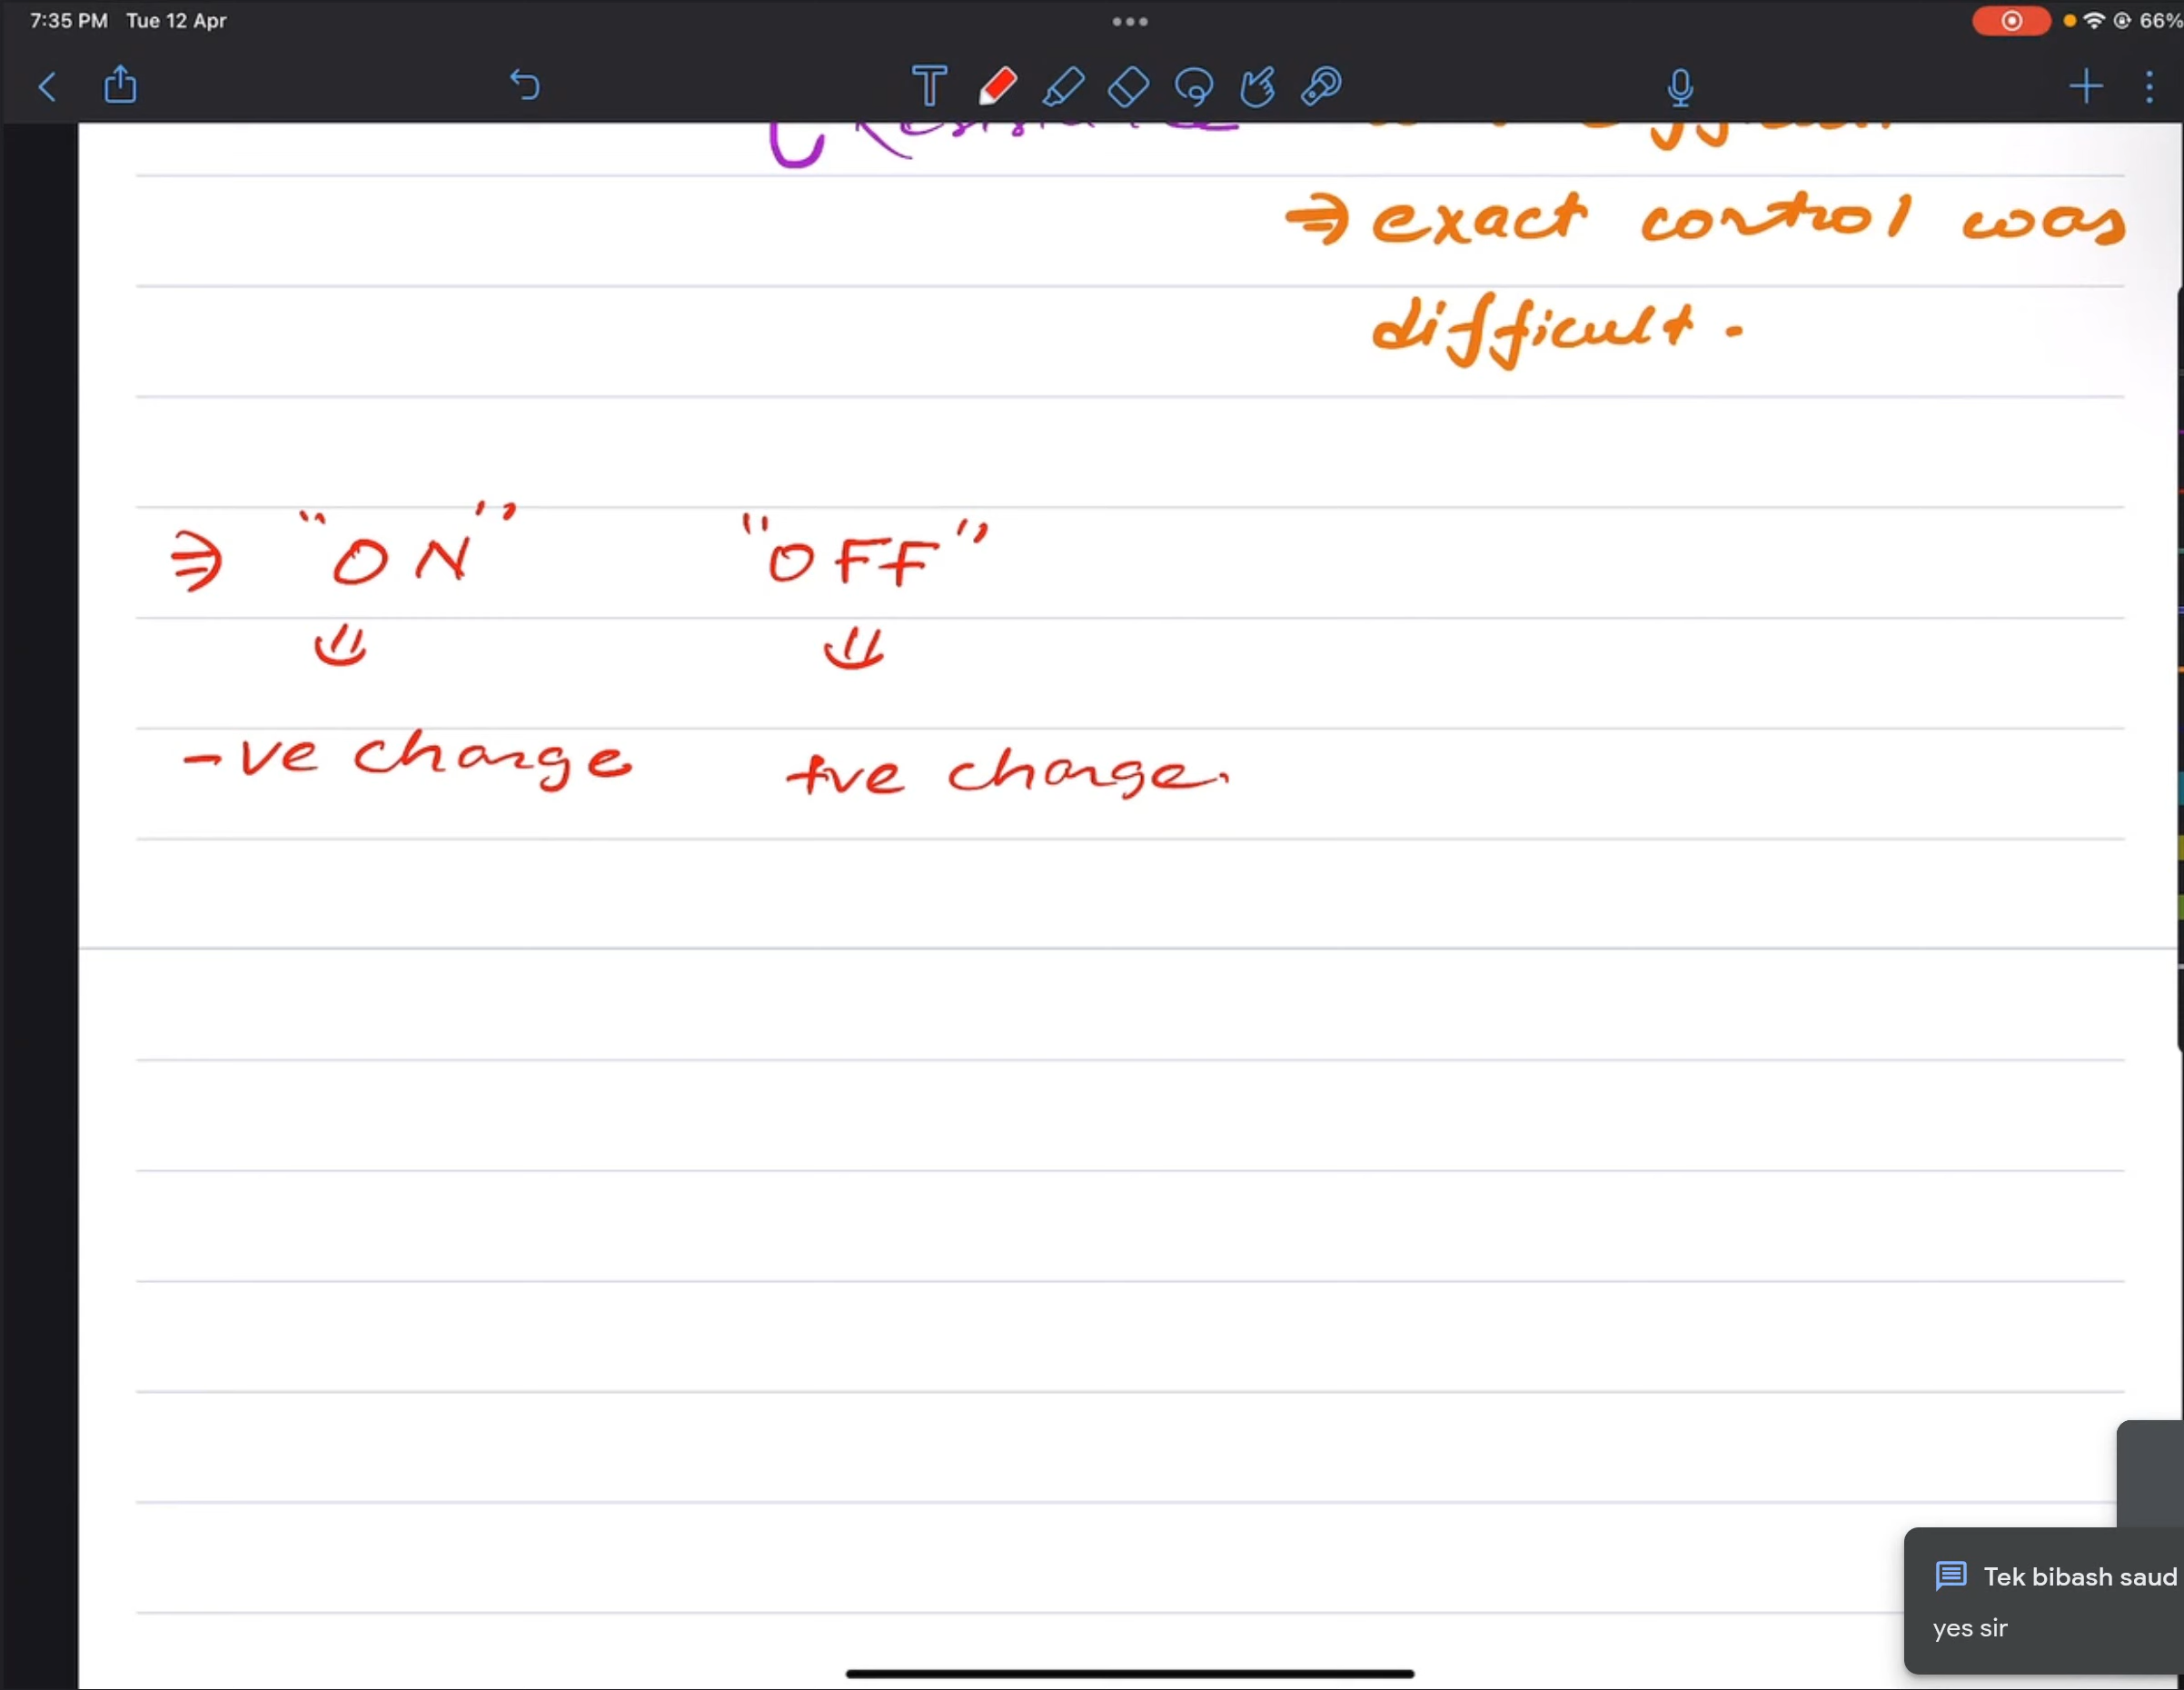 7:35 PM Tue 12 Apr
66%
T
⇒ exact control was
difficult.
⇒ "ON" "OFF"
⇓ ⇓
-ve charge +ve charge.
Tek bibash saud
yes sir